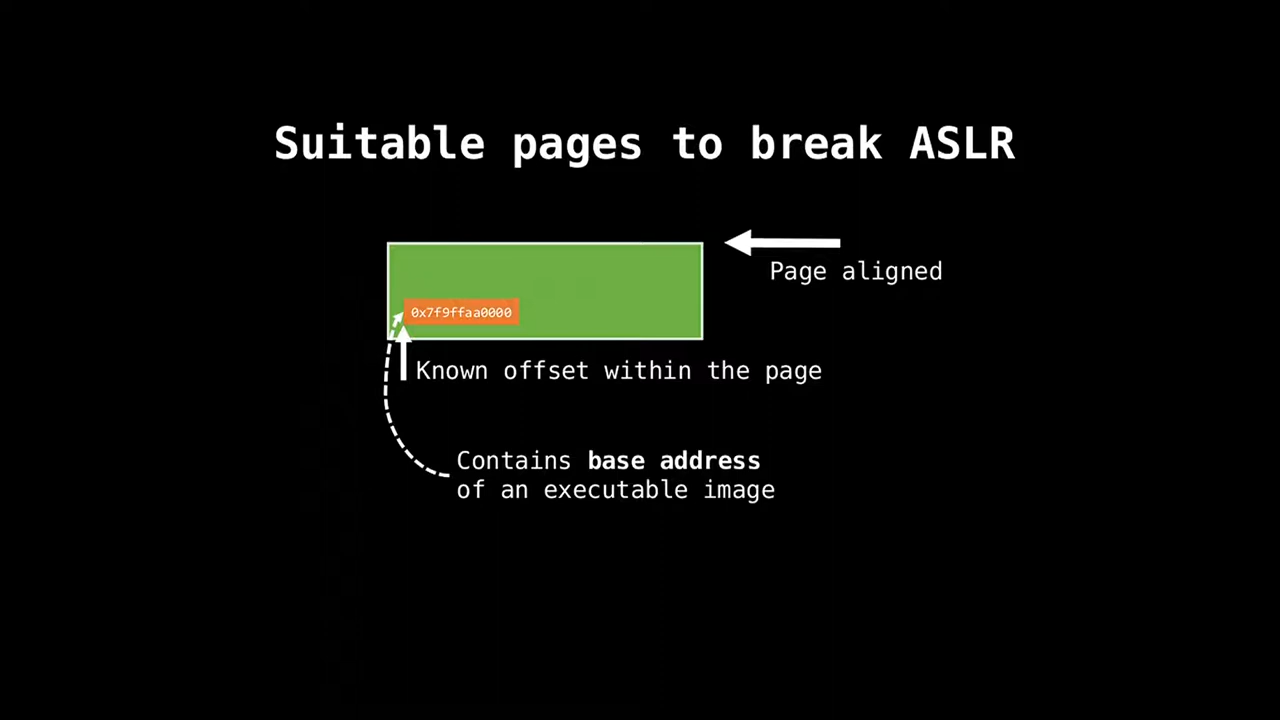 Suitable pages to break ASLR
Page aligned
0x7f9ffaa0000
Known offset within the page
Contains base address
of an executable image